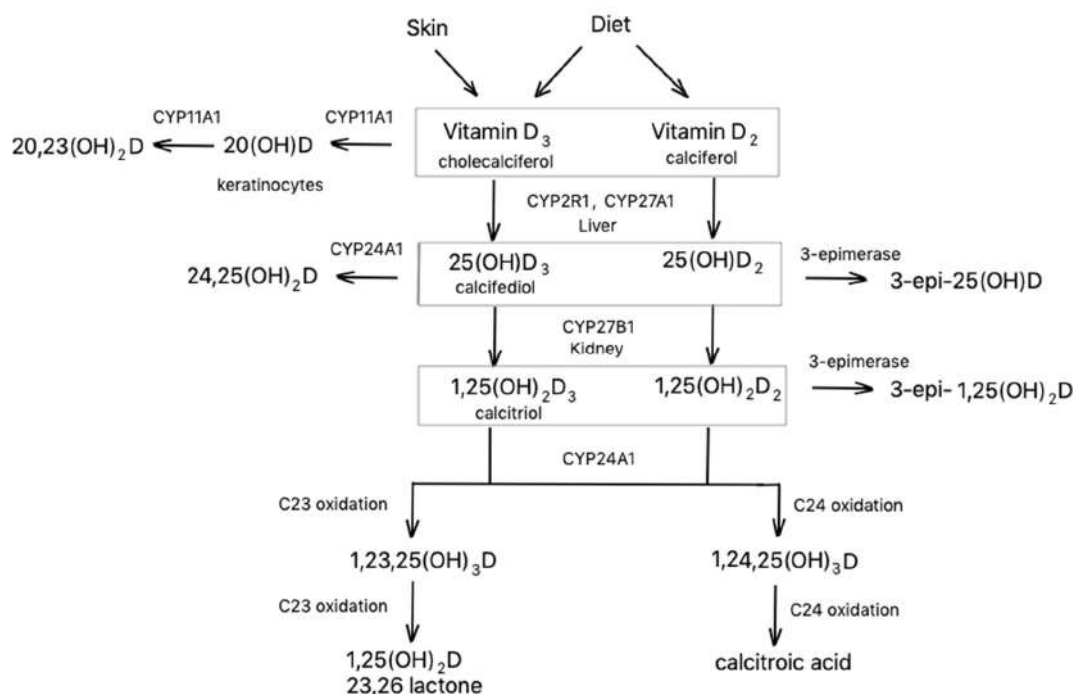 Skin
Diet
CYP11A1
CYP11A1
20,23(OH)₂D
20(OH)D
keratinocytes
Vitamin D₃
cholecalciferol
Vitamin D₂
calciferol
CYP2R1, CYP27A1
Liver
CYP24A1
24,25(OH)₂D
25(OH)D₃
calcifediol
25(OH)D₂
3-epimerase
3-epi-25(OH)D
CYP27B1
Kidney
1,25(OH)₂D₃
calcitriol
1,25(OH)₂D₂
3-epimerase
3-epi-1,25(OH)₂D
CYP24A1
C23 oxidation
C24 oxidation
1,23,25(OH)₃D
1,24,25(OH)₃D
C23 oxidation
C24 oxidation
1,25(OH)₂D
23,26 lactone
calcitroic acid